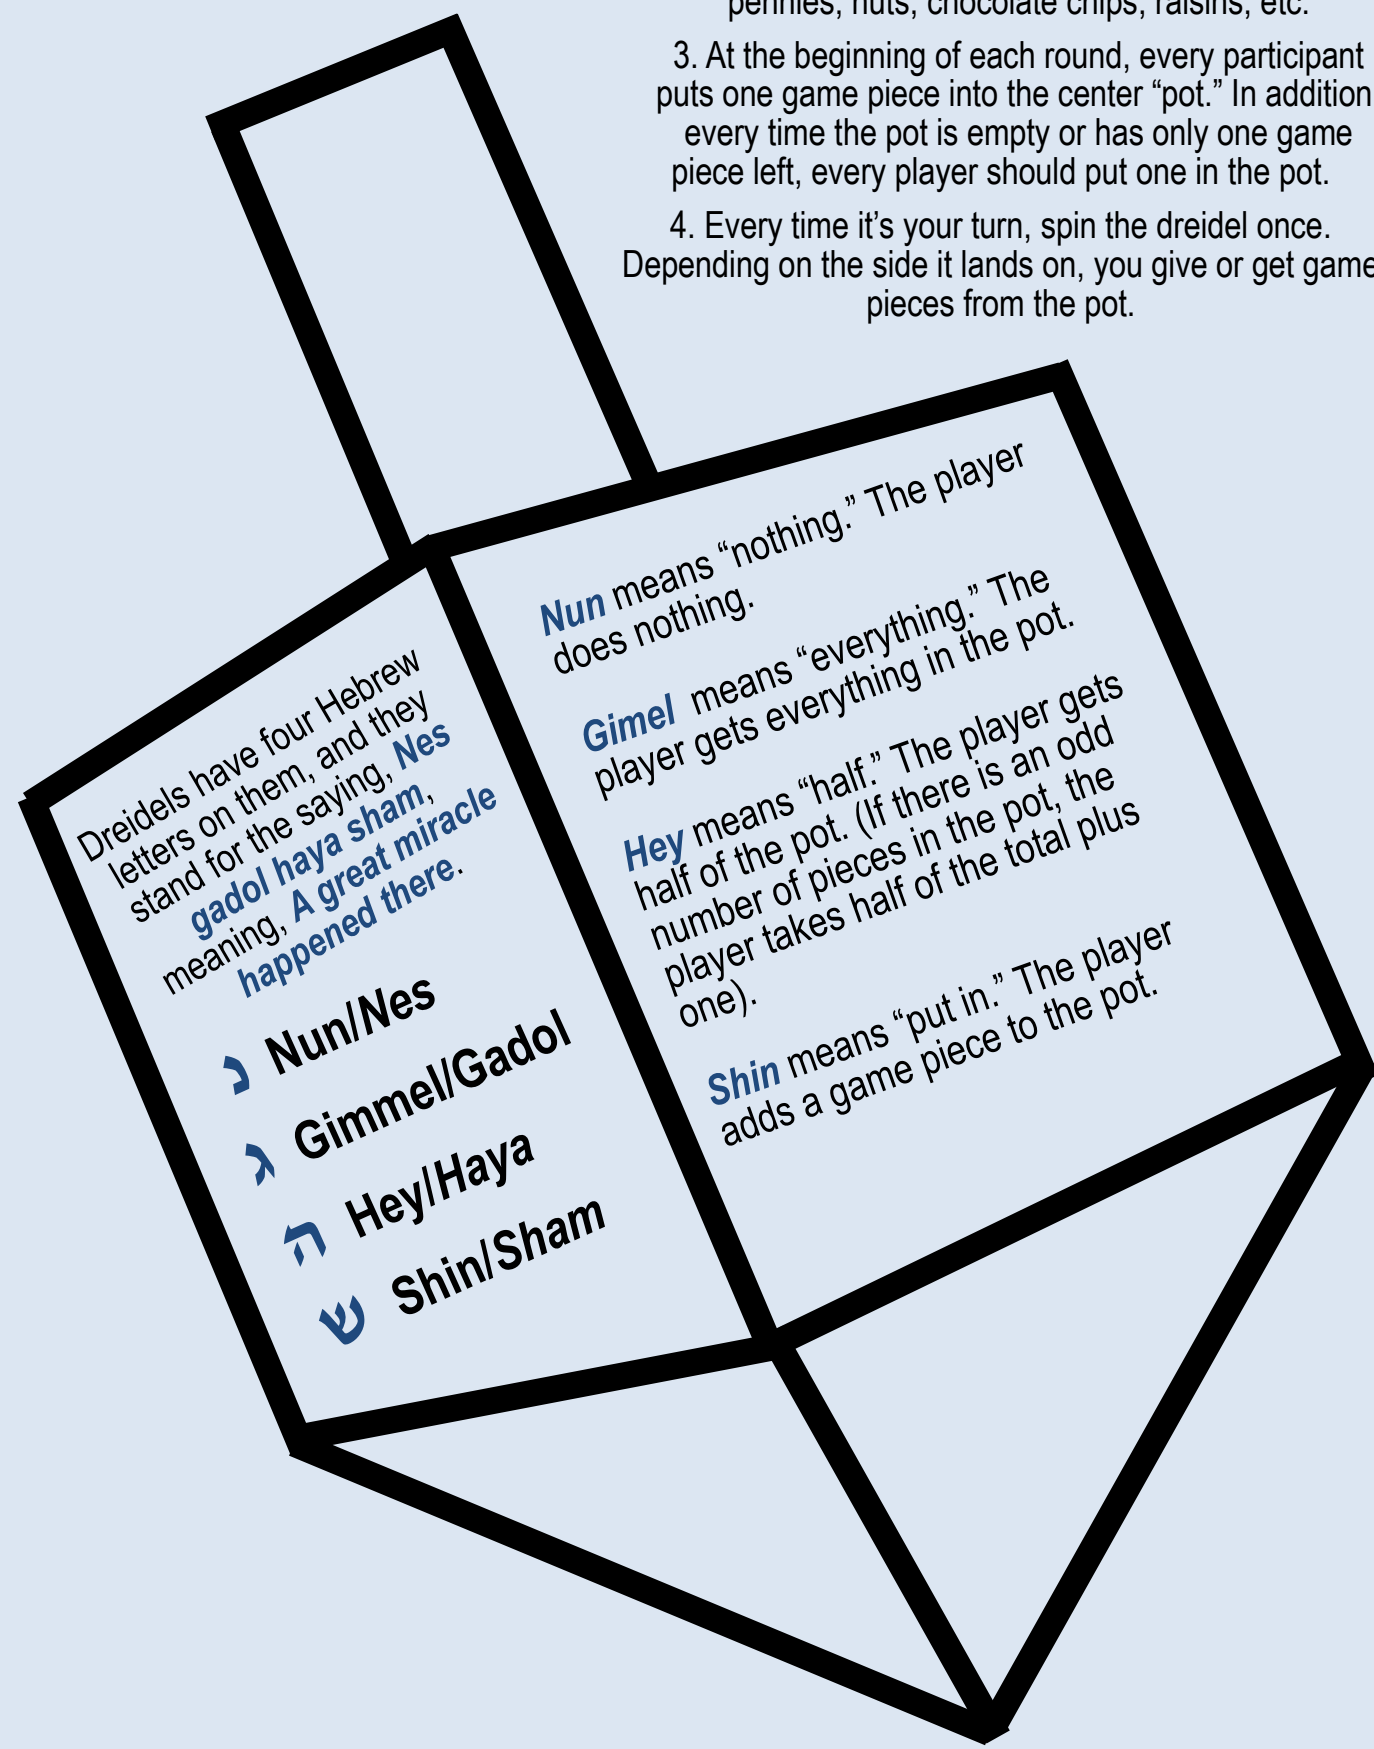 pennies, nuts, chocolate chips, raisins, etc.
3. At the beginning of each round, every participant
puts one game piece into the center “pot.” In addition
every time the pot is empty or has only one game
piece left, every player should put one in the pot.
4. Every time it’s your turn, spin the dreidel once.
Depending on the side it lands on, you give or get game
pieces from the pot.
Dreidels have four Hebrew
letters on them, and they
stand for the saying, Nes
gadol haya sham,
meaning, A great miracle
happened there.
נ Nun/Nes
ג Gimmel/Gadol
ה Hey/Haya
ש Shin/Sham
Nun means “nothing.” The player
does nothing.
Gimel means “everything.” The
player gets everything in the pot.
Hey means “half.” The player gets
half of the pot. (If there is an odd
number of pieces in the pot, the
player takes half of the total plus
one).
Shin means “put in.” The player
adds a game piece to the pot.